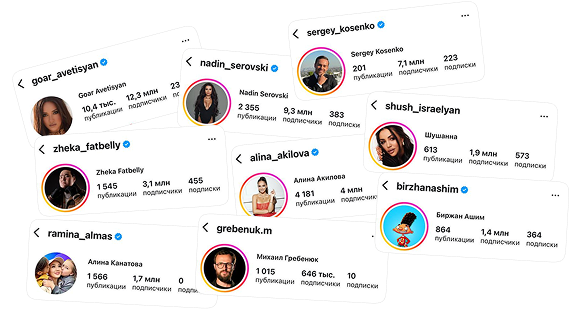 sergey_kosenko
Sergey Kosenko
201 7,1 млн 223
публикации подписчики подписки
goar_avetisyan
Goar Avetisyan
10,4 тыс. 12,3 млн
публикации подписчики
nadin_serovski
Nadin Serovski
2 355 9,3 млн 383
публикации подписчики подписки
shush_israelyan
Шушанна
613 1,9 млн 573
публикации подписчики подписки
zheka_fatbelly
Zheka Fatbelly
1 545 3,1 млн 455
публикации подписчики подписки
alina_akilova
Алина Акилова
4 181 4 млн
публикации подписчики
birzhanashim
Биржан Ашим
864 1,4 млн 364
публикации подписчики подписки
ramina_almas
Алина Канатова
1 566 1,7 млн 0
публикации подписчики
grebenuk.m
Михаил Гребенюк
1 015 646 тыс. 10
публикации подписчики подписки